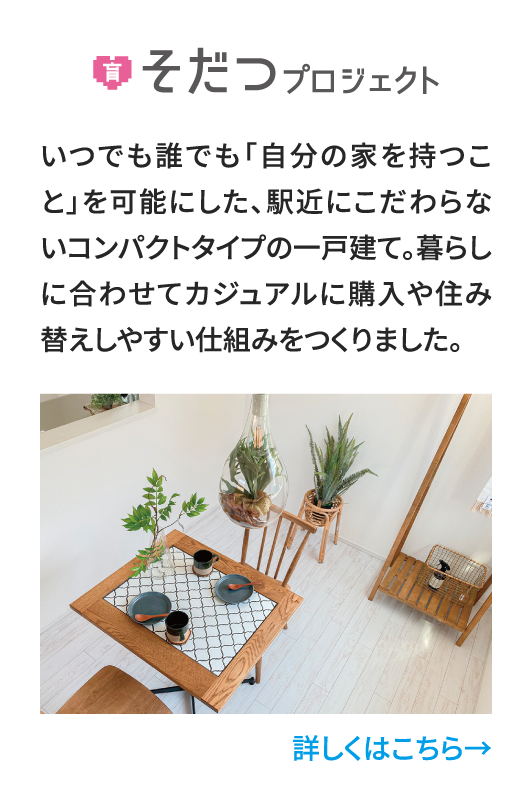 育 そだつプロジェクト
いつでも誰でも「自分の家を持つこ
と」を可能にした、駅近にこだわらな
いコンパクトタイプの一戸建て。暮らし
に合わせてカジュアルに購入や住み
替えしやすい仕組みをつくりました。
詳しくはこちら→